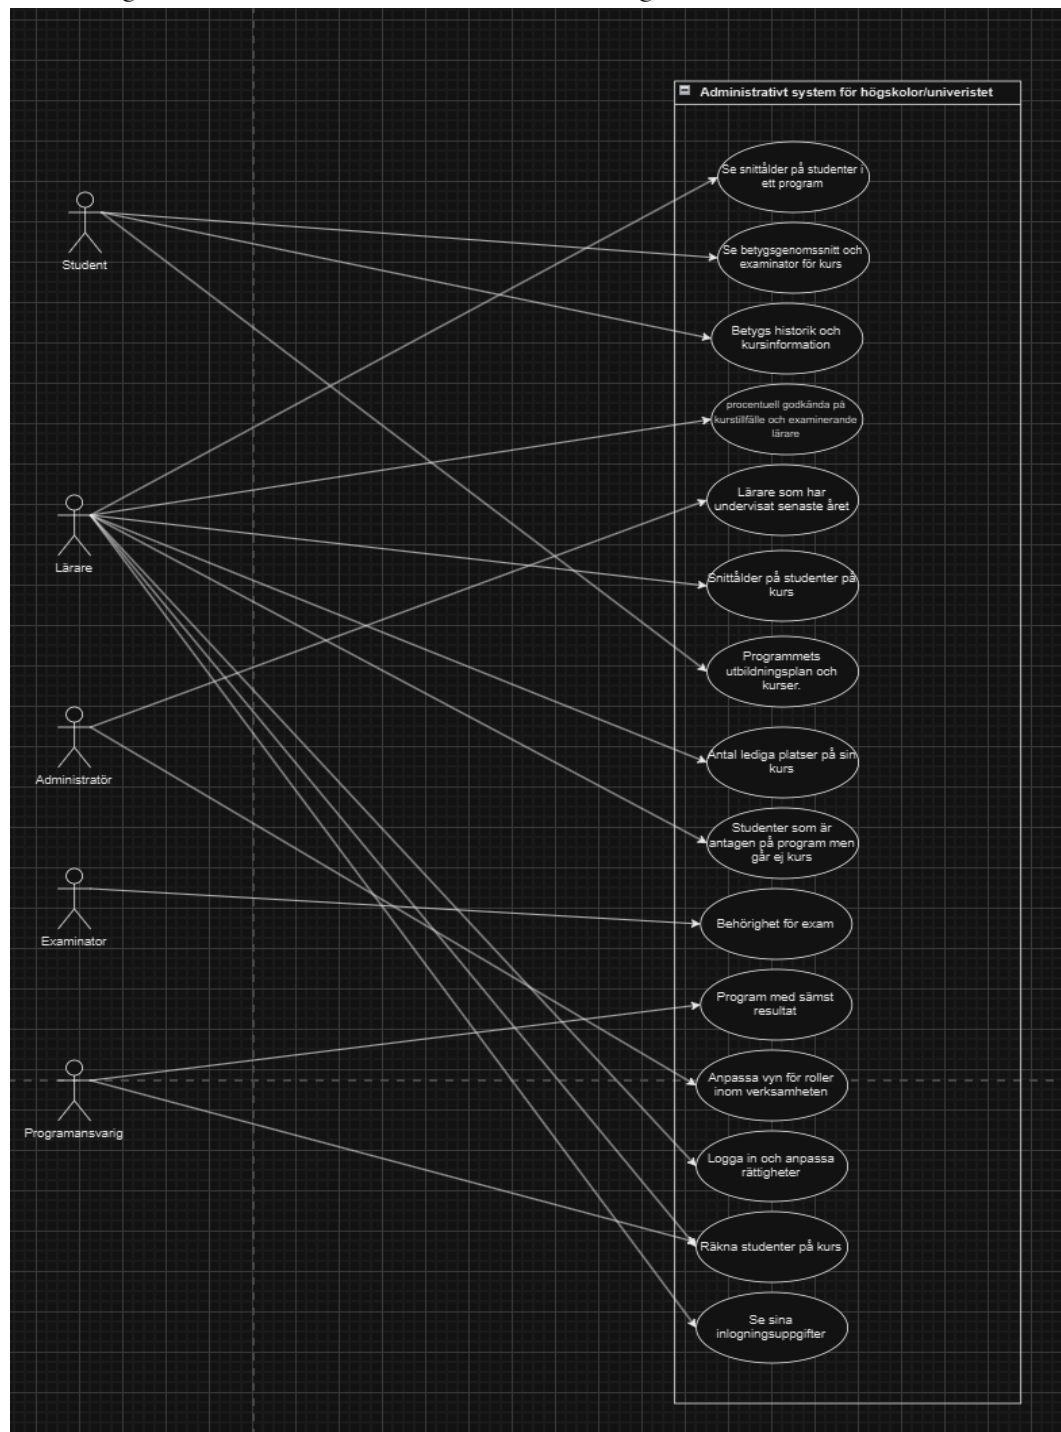 Administrativt system för högskolor/univeristet
Se snittålder på studenter i
ett program
Student
Se betygsgenomssnitt och
examinator för kurs
Betygs historik och
kursinformation
procentuell godkända på
kurstillfälle och examinerande
lärare
Lärare som har
undervisat senaste året
Lärare
Snittålder på studenter på
kurs
Programmets
utbildningsplan och
kurser.
Antal lediga platser på sin
kurs
Administratör
Studenter som är
antagen på program men
går ej kurs
Behörighet för exam
Examinator
Program med sämst
resultat
Anpassa vyn för roller
inom verksamheten
Programansvarig
Logga in och anpassa
rättigheter
Räkna studenter på kurs
Se sina
inlogningsuppgifter